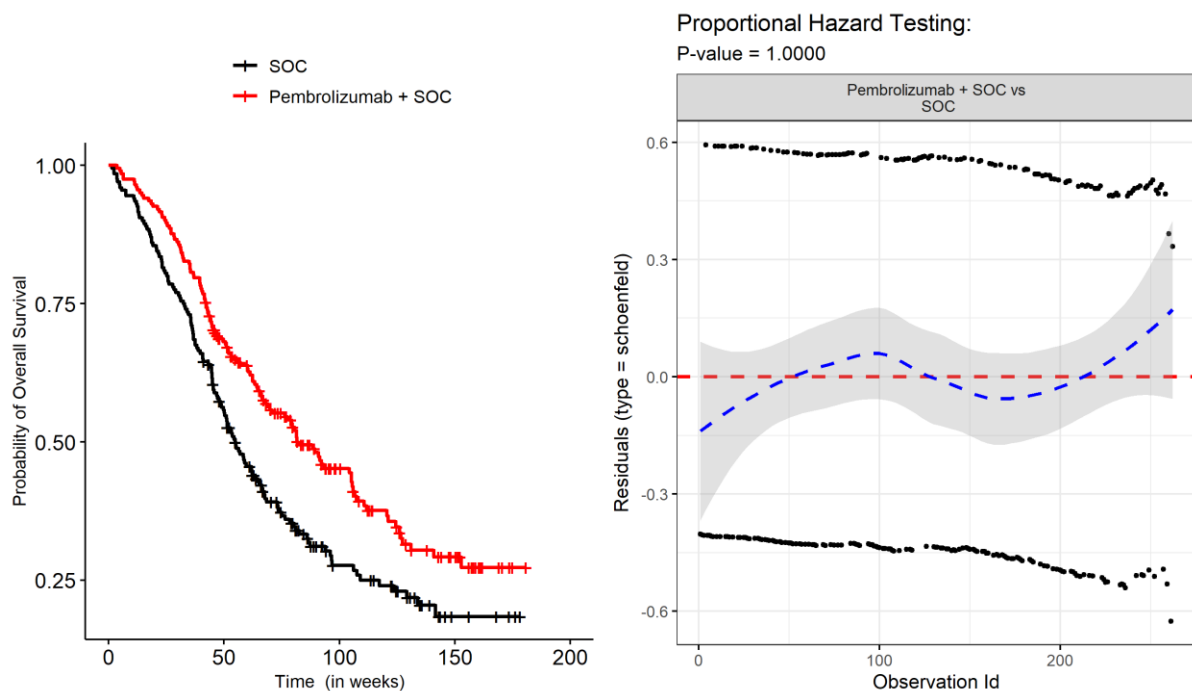 SOC
Pembrolizumab + SOC
1.00
0.75
0.50
0.25
Probability of Overall Survival
0
50
100
150
200
Time (in weeks)
Proportional Hazard Testing:
P-value = 1.0000
Pembrolizumab + SOC vs
SOC
0.6
0.3
0.0
-0.3
-0.6
Residuals (type = schoenfeld)
0
100
200
Observation Id